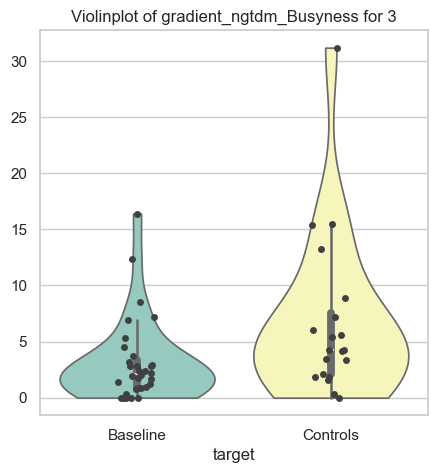 Violinplot of gradient_ngtdm_Busyness for 3
30
25
20
15
10
5
0
Baseline
Controls
target